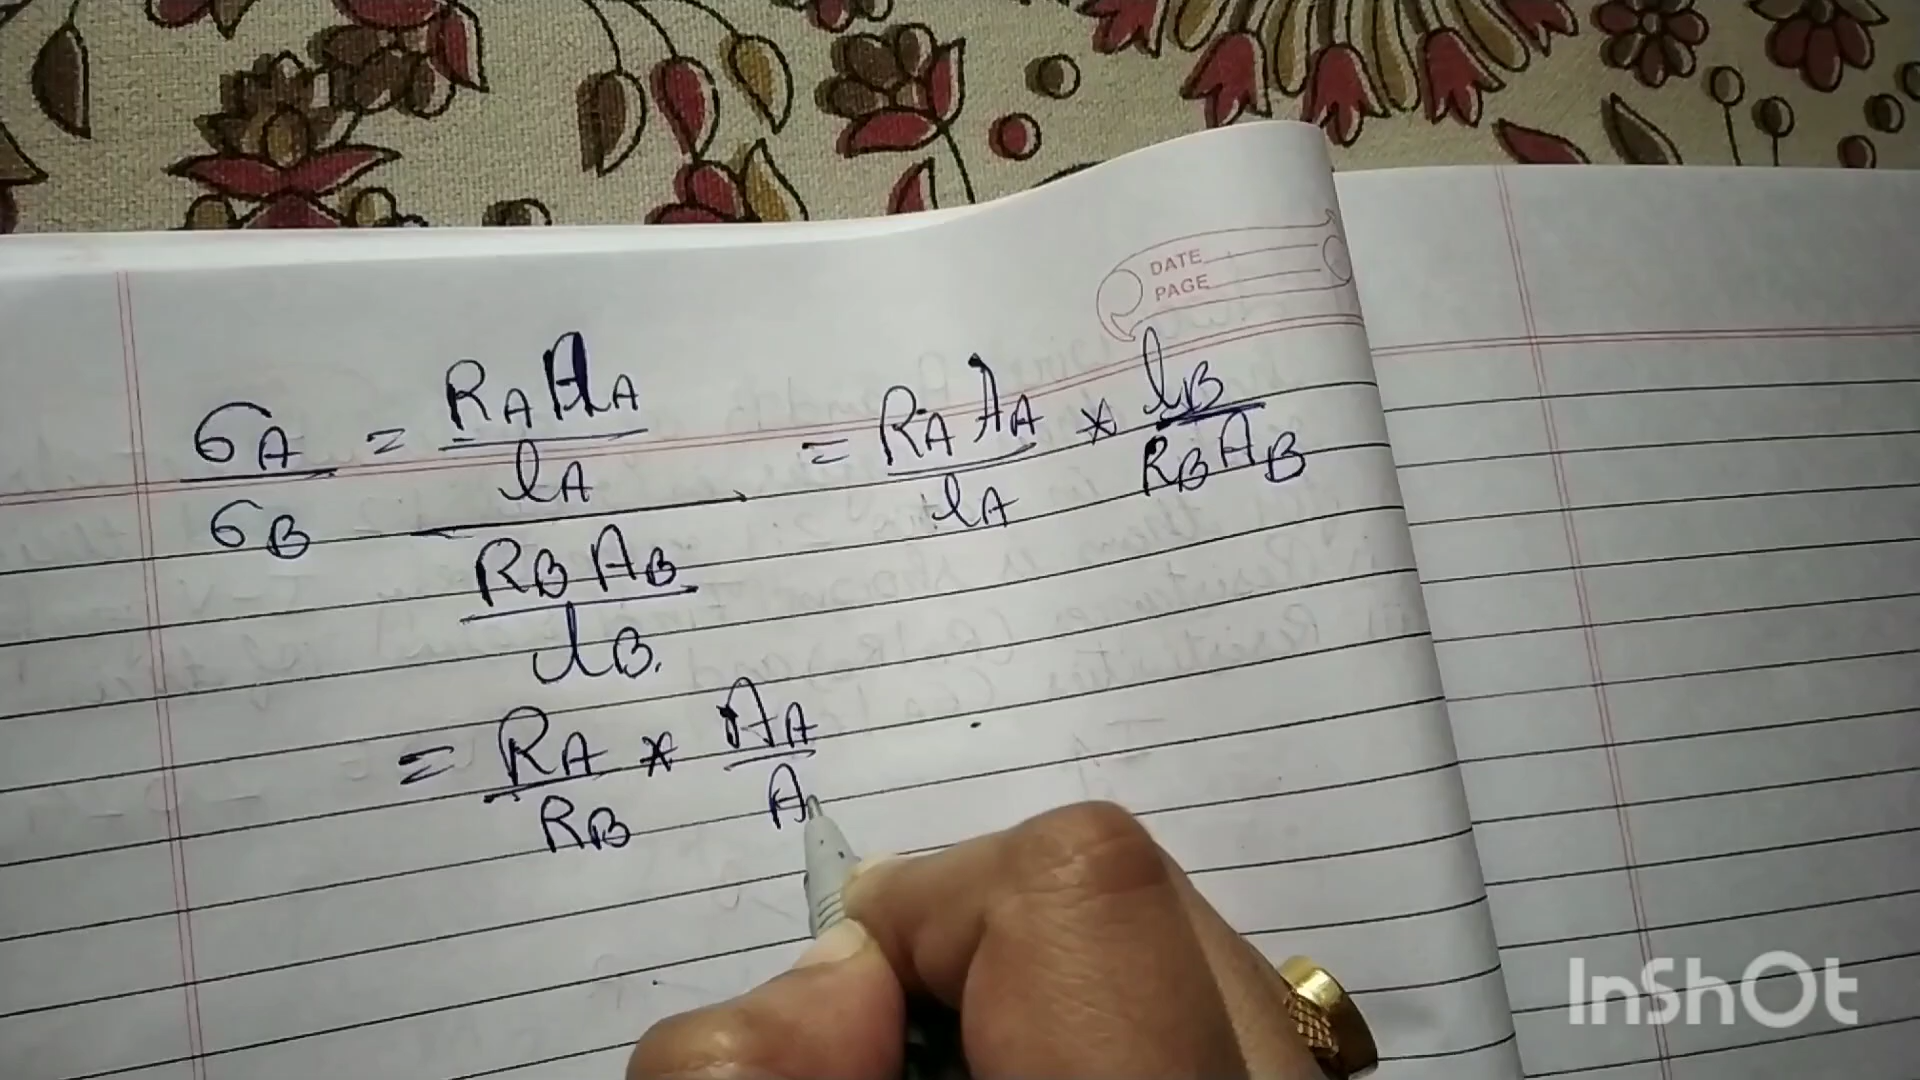 DATE
PAGE
σA/σB = (RA AA / lA) / (RB AB / lB) = RA AA / lA * lB / RB AB
= RA / RB * AA / A
InShOt